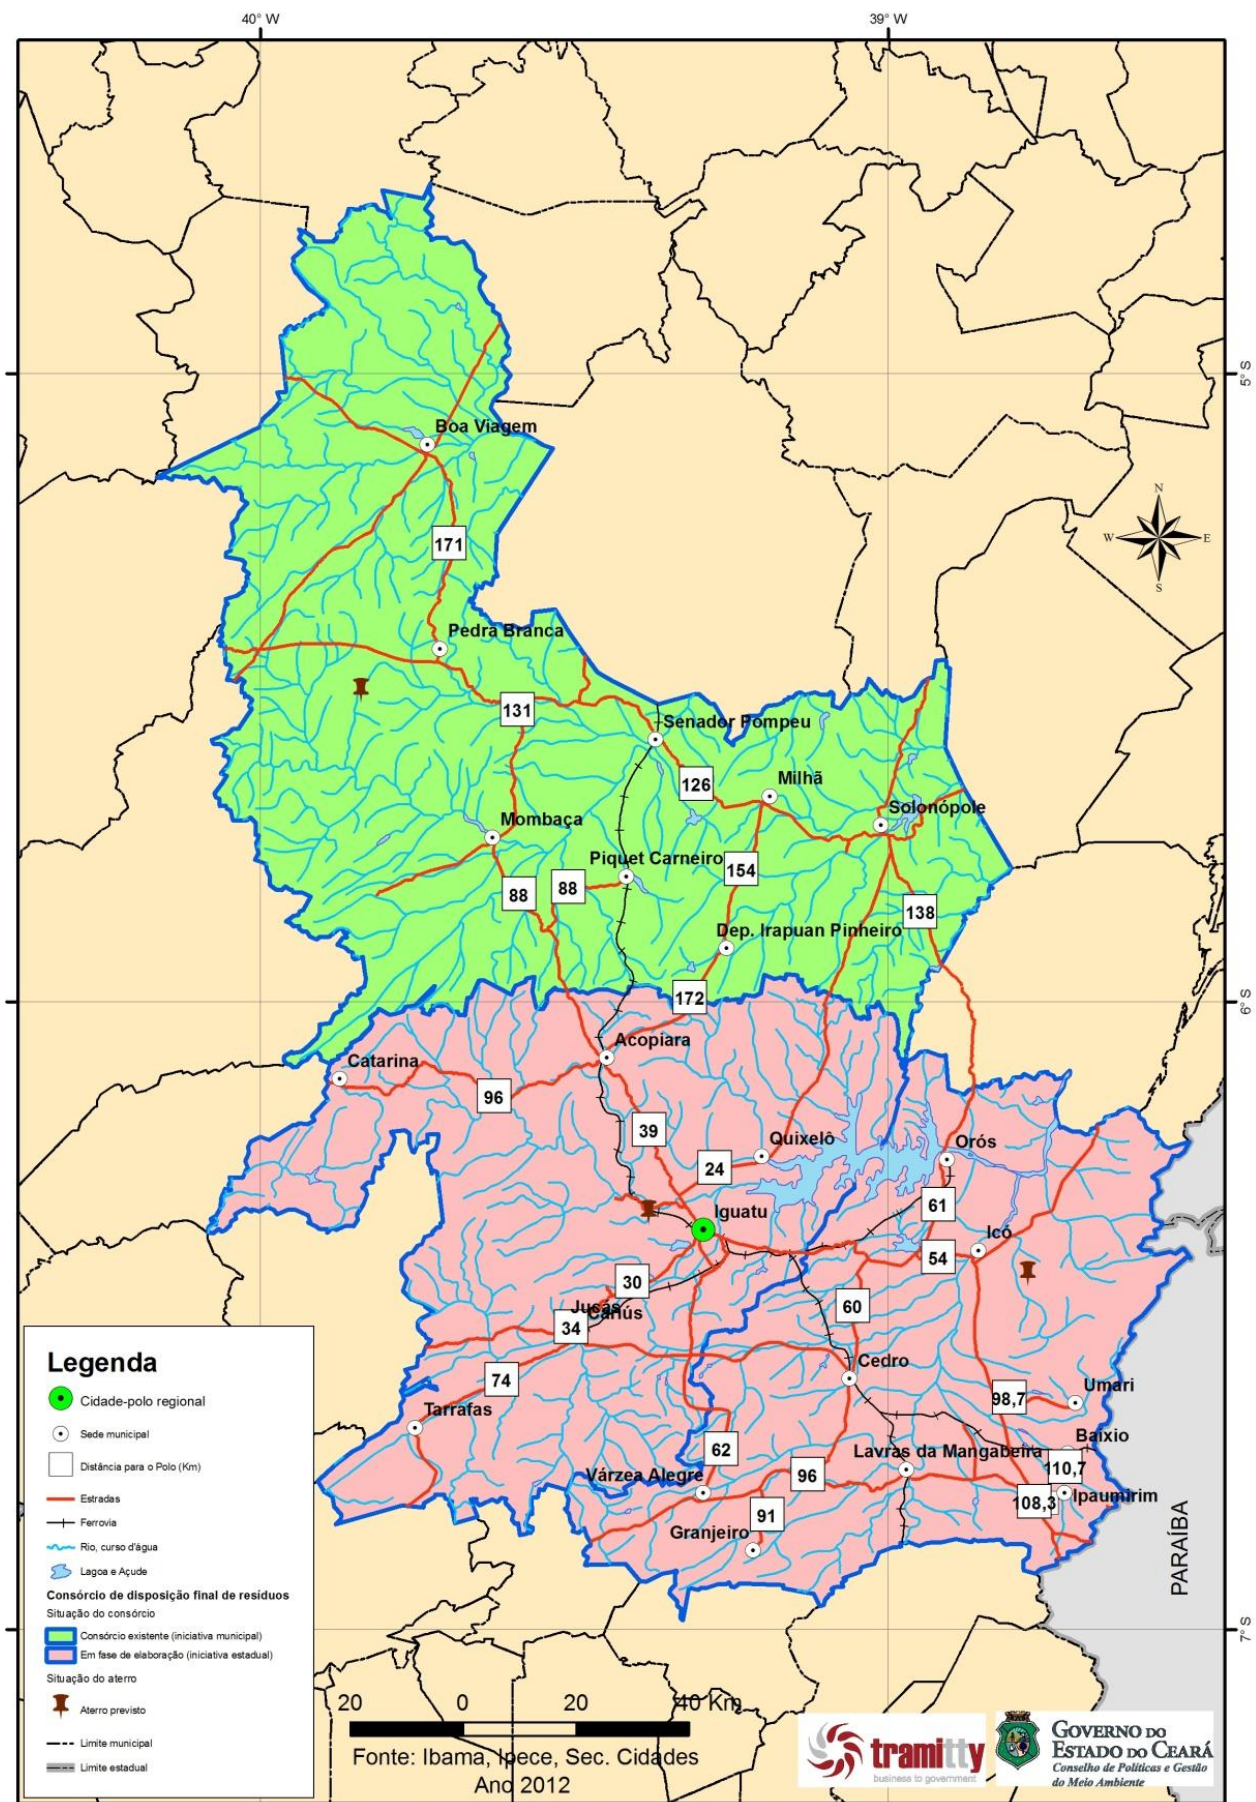 40° W
39° W
5° S
Boa Viagem
N
W
E
S
171
Pedra Branca
131
Senador Pompeu
126
Milhã
Solonópole
Mombaça
Piquet Carneiro
154
88
88
138
Dep. Irapuan Pinheiro
172
6° S
Acopiara
Catarina
96
39
Quixelô
Orós
24
61
Iguatu
Icó
54
30
60
Jucás
Cariús
34
Cedro
74
Umari
98,7
Tarrafas
Baixio
62
Lavras da Mangabeira
110,7
Várzea Alegre
96
Ipaumirim
108,3
91
Granjeiro
PARAÍBA
7° S
Legenda
Cidade-polo regional
Sede municipal
Distância para o Polo (Km)
Estradas
Ferrovia
Rio, curso d'água
Lagoa e Açude
Consórcio de disposição final de resíduos
Situação do consórcio
Consórcio existente (iniciativa municipal)
Em fase de elaboração (iniciativa estadual)
Situação do aterro
Aterro previsto
Limite municipal
Limite estadual
20 0 20 40 Km
Fonte: Ibama, Ipece, Sec. Cidades
Ano 2012
tramitty
business to government
GOVERNO DO
ESTADO DO CEARÁ
Conselho de Políticas e Gestão
do Meio Ambiente